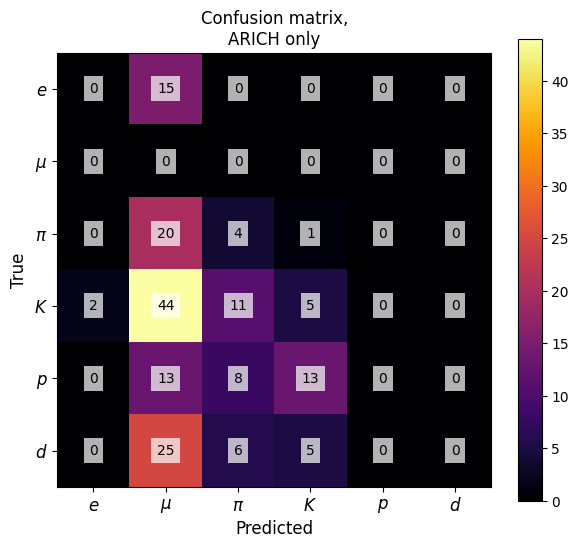 Confusion matrix,
ARICH only
e 0 15 0 0 0 0
μ 0 0 0 0 0 0
π 0 20 4 1 0 0
K 2 44 11 5 0 0
p 0 13 8 13 0 0
d 0 25 6 5 0 0
e μ π K p d
True
Predicted
40
35
30
25
20
15
10
5
0